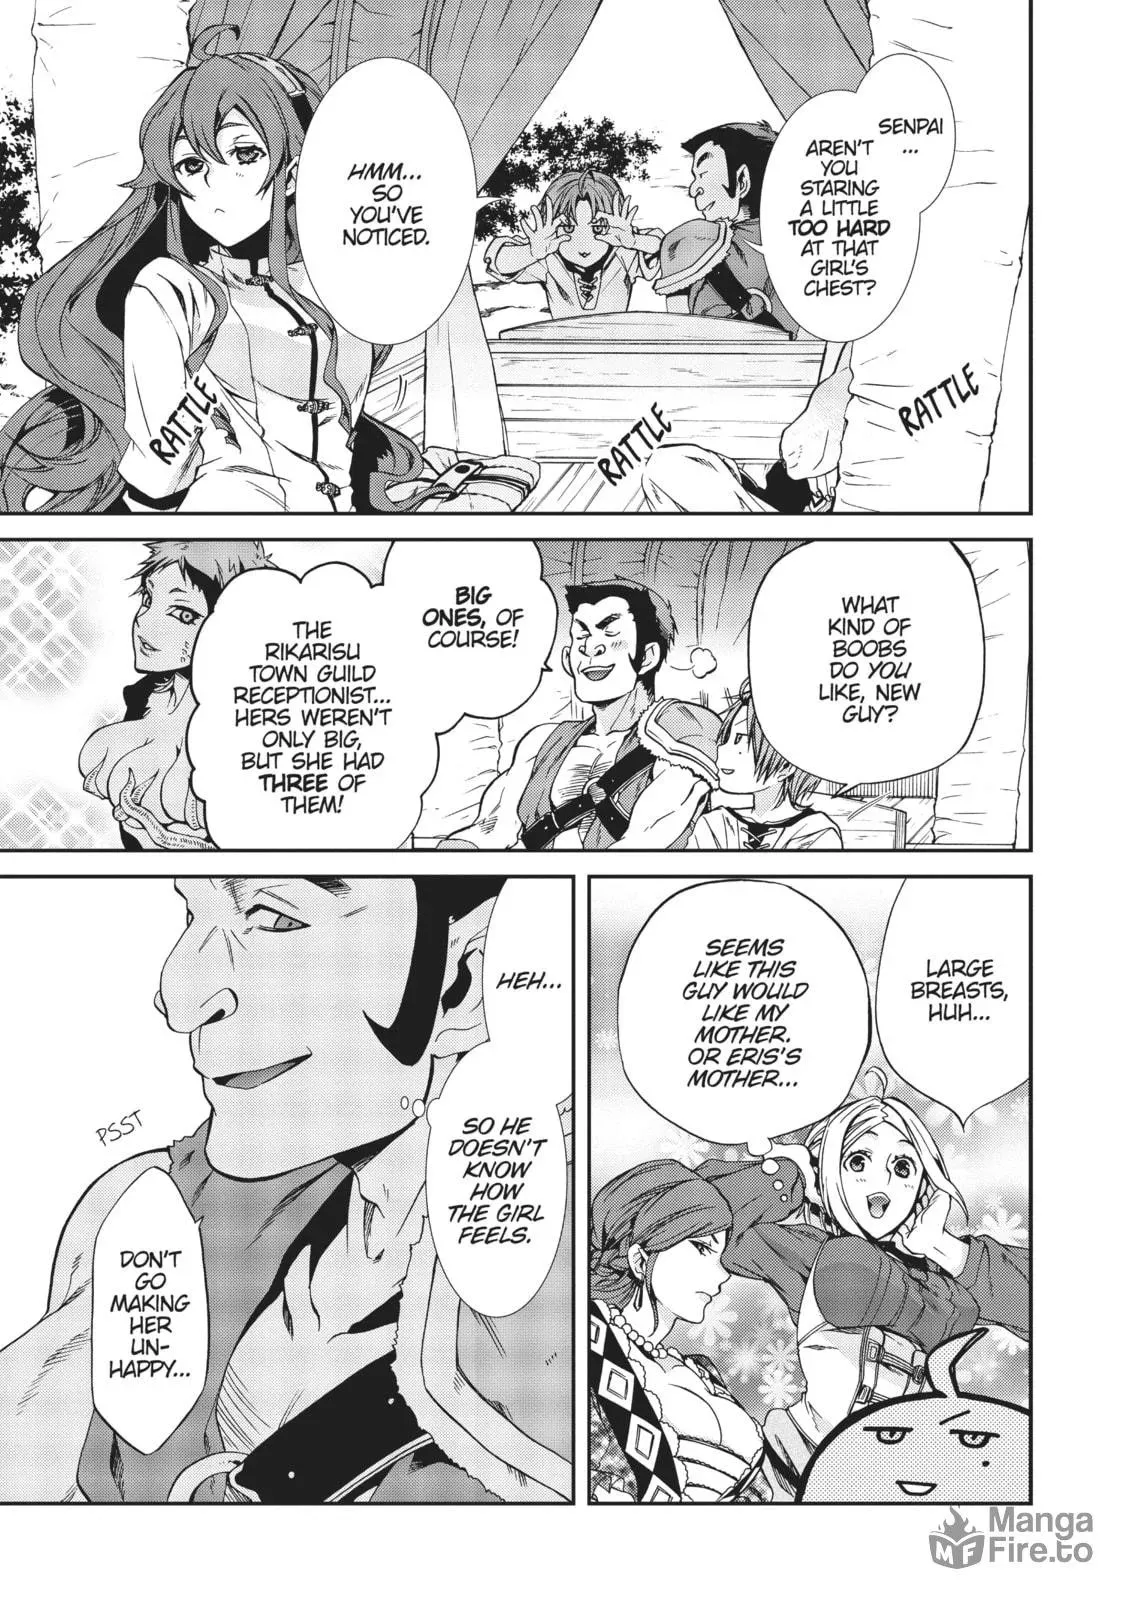 SENPAI
...
AREN'T
YOU
STARING
A LITTLE
TOO HARD
AT THAT
GIRL'S
CHEST?
HMM...
SO
YOU'VE
NOTICED.
RATTLE
RATTLE
RATTLE
WHAT
KIND OF
BOOBS
DO YOU
LIKE, NEW
GUY?
BIG
ONES, OF
COURSE!
THE
RIKARISU
TOWN GUILD
RECEPTIONIST...
HERS WEREN'T
ONLY BIG,
BUT SHE HAD
THREE OF
THEM!
LARGE
BREASTS,
HUH...
SEEMS
LIKE THIS
GUY WOULD
LIKE MY
MOTHER.
OR ERIS'S
MOTHER...
HEH...
SO HE
DOESN'T
KNOW
HOW
THE GIRL
FEELS.
PSST
DON'T
GO
MAKING
HER
UN-
HAPPY...
Manga
Fire.to
MF